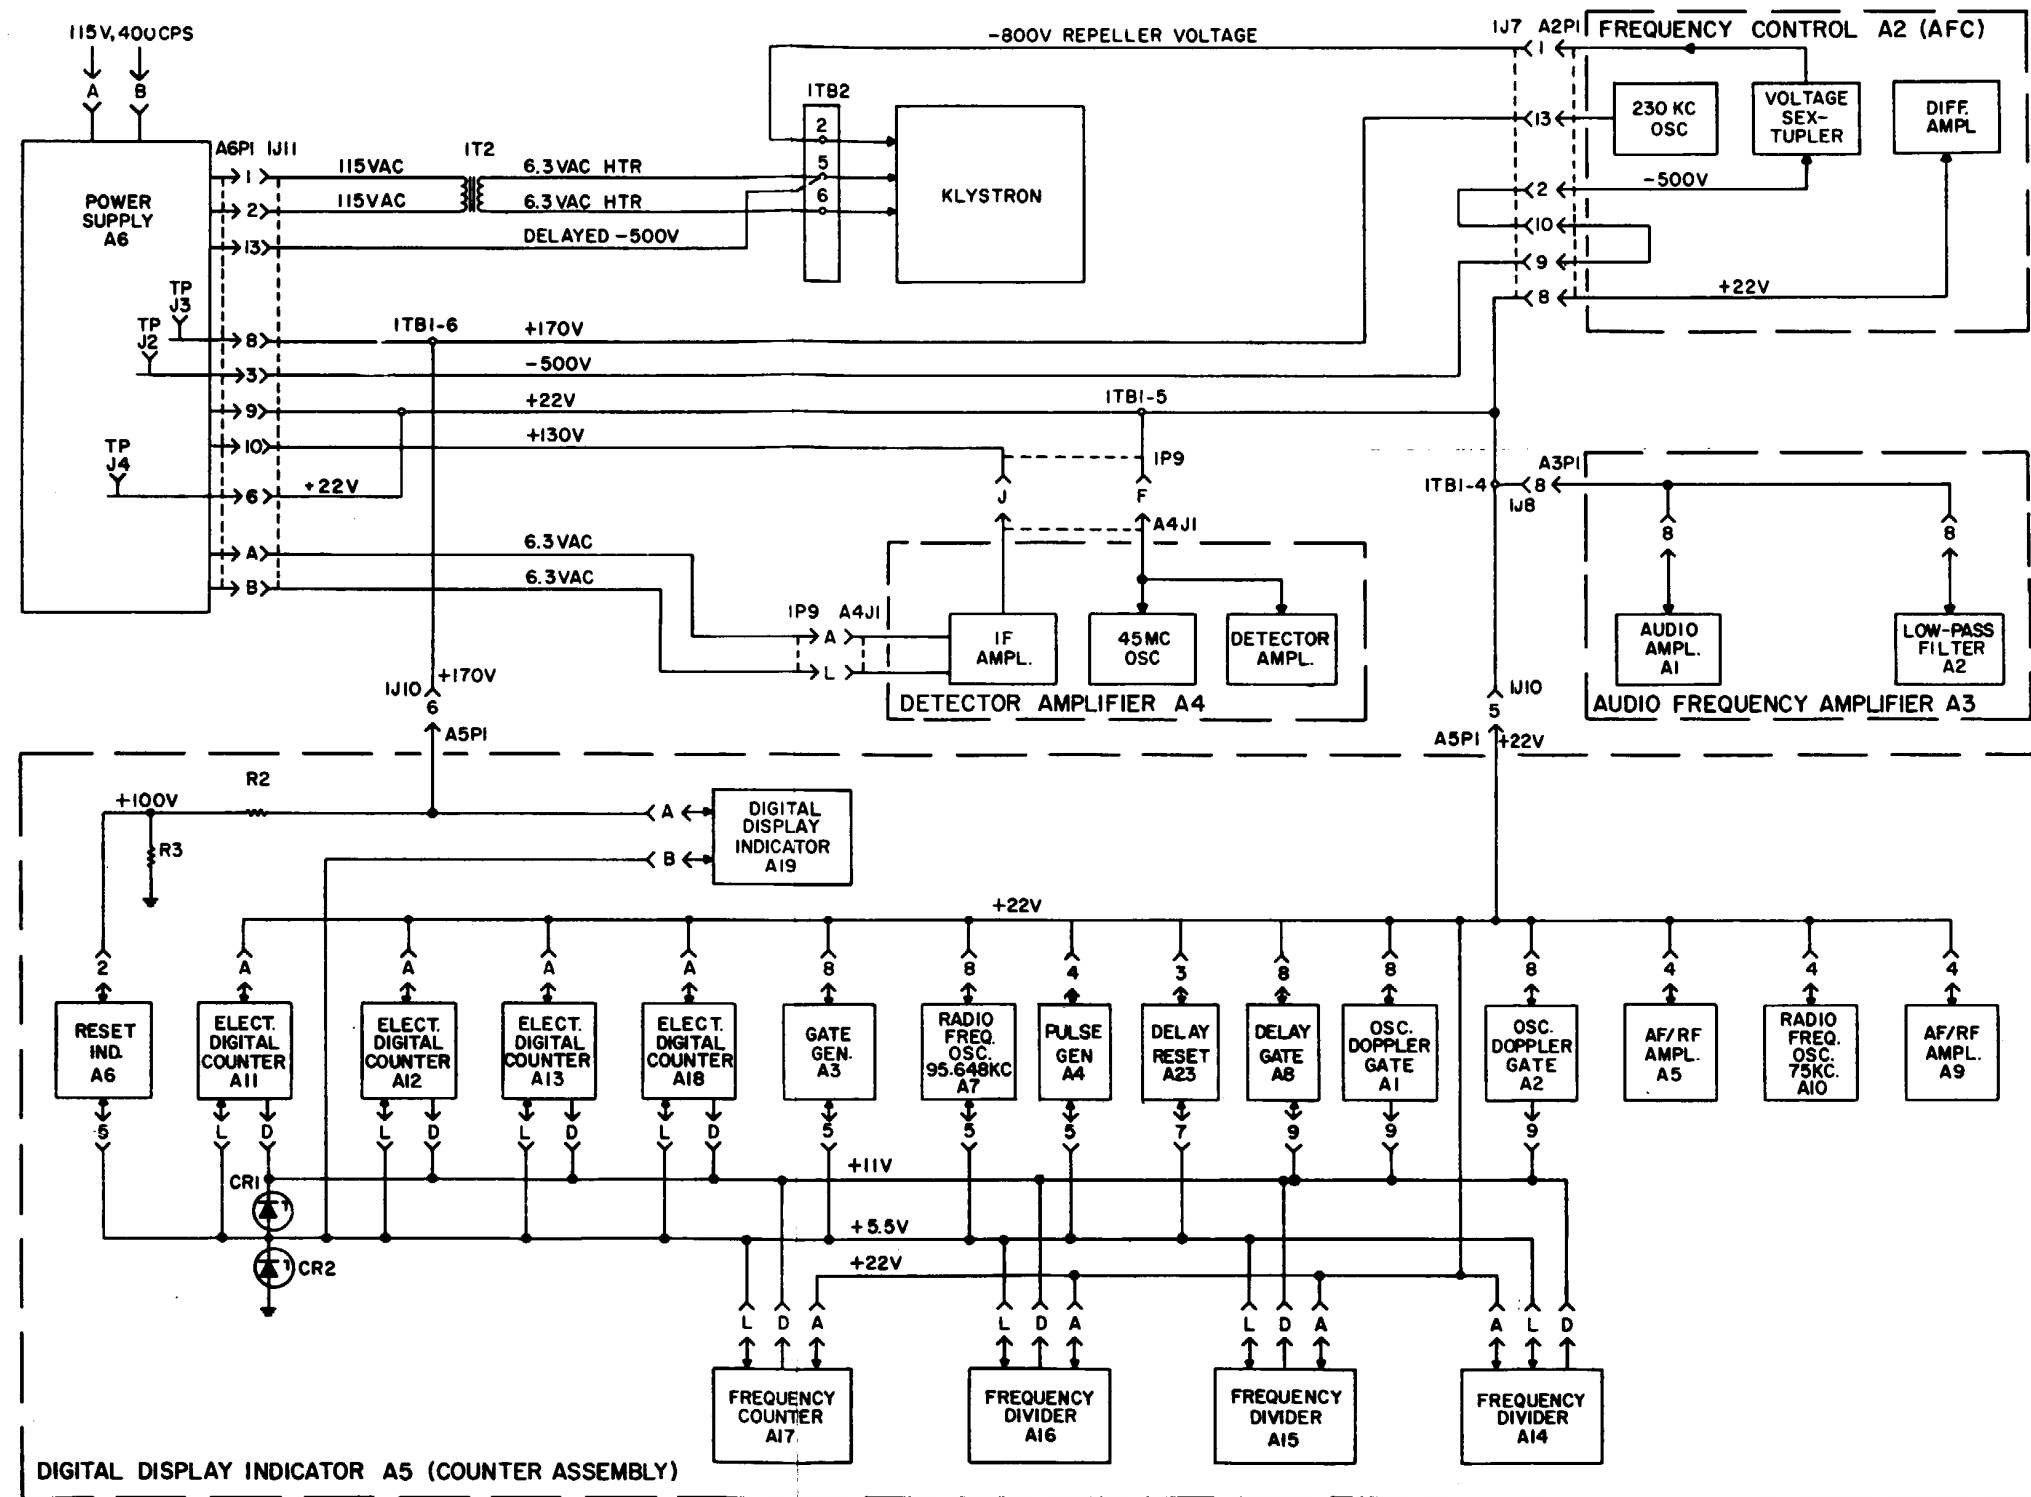 115V, 400CPS
A
B
POWER
SUPPLY
A6
A6P1
1J11
1
2
13
8
3
9
10
6
A
B
TP
J3
TP
J2
TP
J4
115VAC
115VAC
1T2
6.3VAC HTR
6.3VAC HTR
DELAYED -500V
1TB2
2
5
6
KLYSTRON
-800V REPELLER VOLTAGE
1J7
A2P1
1
13
2
10
9
8
FREQUENCY CONTROL A2 (AFC)
230 KC
OSC
VOLTAGE
SEX-
TUPLER
DIFF.
AMPL
-500V
+22V
1TB1-6
+170V
-500V
+22V
+130V
+22V
6.3VAC
6.3VAC
1TB1-5
1P9
J
F
A4J1
1P9
A4J1
A
L
IF
AMPL.
45MC
OSC
DETECTOR
AMPL.
DETECTOR AMPLIFIER A4
1TB1-4
A3P1
8
1J8
8
8
AUDIO
AMPL.
A1
LOW-PASS
FILTER
A2
AUDIO FREQUENCY AMPLIFIER A3
+170V
1J10
6
A5P1
1J10
5
A5P1
+22V
R2
+100V
R3
A
B
DIGITAL
DISPLAY
INDICATOR
A19
+22V
2
A
A
A
A
8
8
4
3
8
8
8
4
4
4
RESET
IND.
A6
ELECT.
DIGITAL
COUNTER
A11
ELECT.
DIGITAL
COUNTER
A12
ELECT.
DIGITAL
COUNTER
A13
ELECT.
DIGITAL
COUNTER
A18
GATE
GEN.
A3
RADIO
FREQ.
OSC.
95.648KC
A7
PULSE
GEN
A4
DELAY
RESET
A23
DELAY
GATE
A8
OSC.
DOPPLER
GATE
A1
OSC.
DOPPLER
GATE
A2
AF/RF
AMPL.
A5
RADIO
FREQ.
OSC.
75KC.
A10
AF/RF
AMPL.
A9
5
L
D
L
D
L
D
L
D
5
5
5
7
9
9
9
+11V
CR1
+5.5V
CR2
+22V
L
D
A
L
D
A
L
D
A
A
L
D
FREQUENCY
COUNTER
A17
FREQUENCY
DIVIDER
A16
FREQUENCY
DIVIDER
A15
FREQUENCY
DIVIDER
A14
DIGITAL DISPLAY INDICATOR A5 (COUNTER ASSEMBLY)